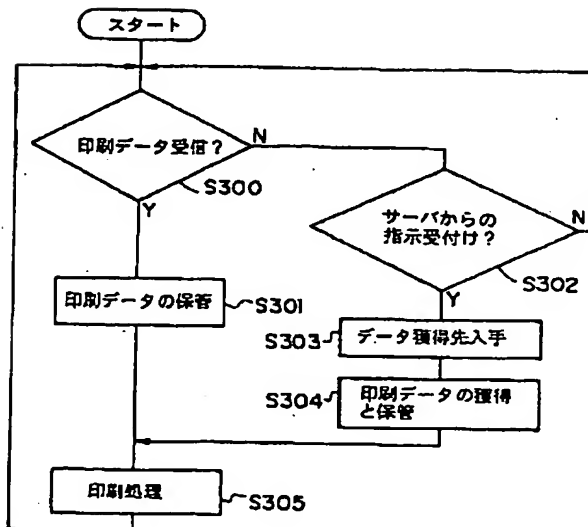 スタート
印刷データ受信?
N
S300
Y
サーバからの
指示受付け?
N
S302
Y
印刷データの保管
S301
S303
データ獲得先入手
S304
印刷データの獲得
と保管
印刷処理
S305